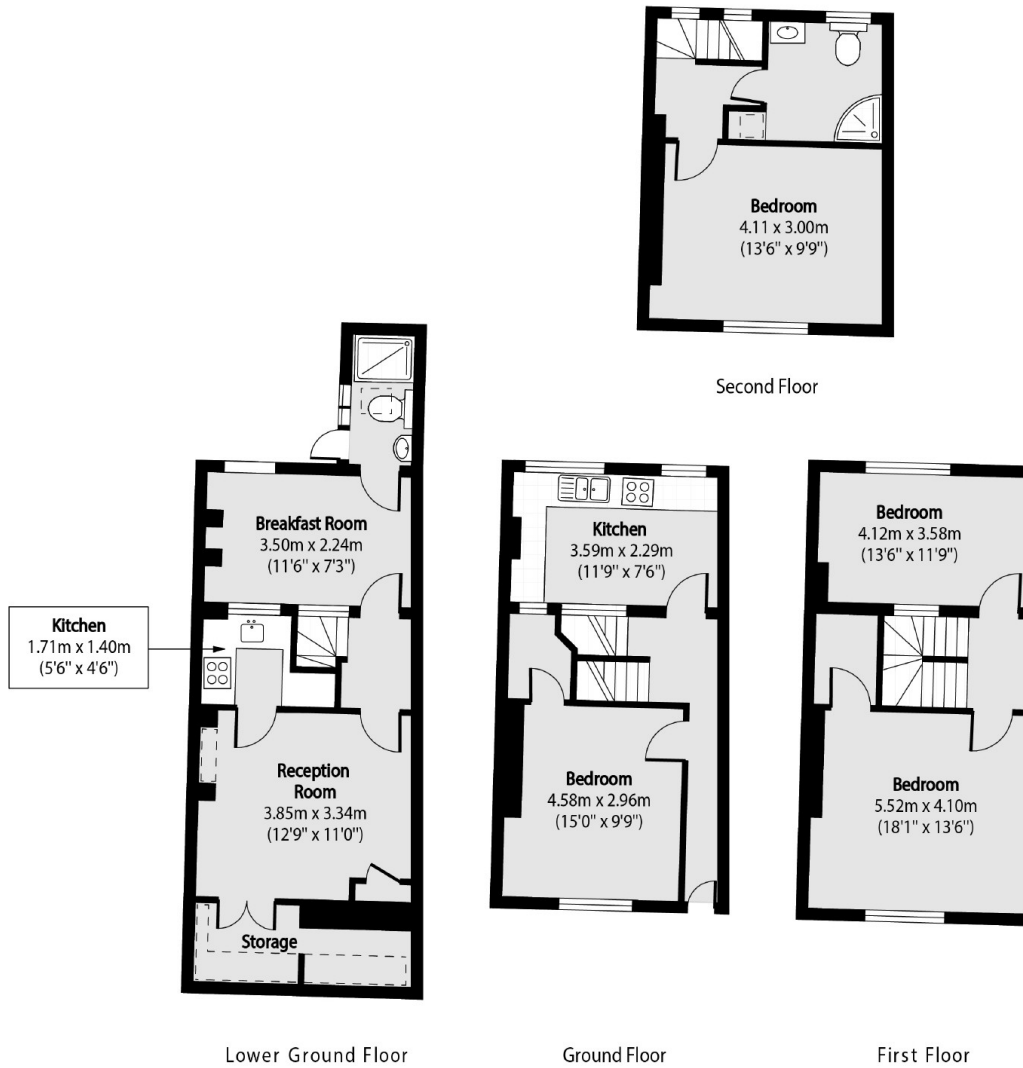 Bedroom
4.11 x 3.00m
(13'6" x 9'9")
Second Floor
Breakfast Room
3.50m x 2.24m
(11'6" x 7'3")
Kitchen
1.71m x 1.40m
(5'6" x 4'6")
Reception
Room
3.85m x 3.34m
(12'9" x 11'0")
Storage
Lower Ground Floor
Kitchen
3.59m x 2.29m
(11'9" x 7'6")
Bedroom
4.58m x 2.96m
(15'0" x 9'9")
Ground Floor
Bedroom
4.12m x 3.58m
(13'6" x 11'9")
Bedroom
5.52m x 4.10m
(18'1" x 13'6")
First Floor